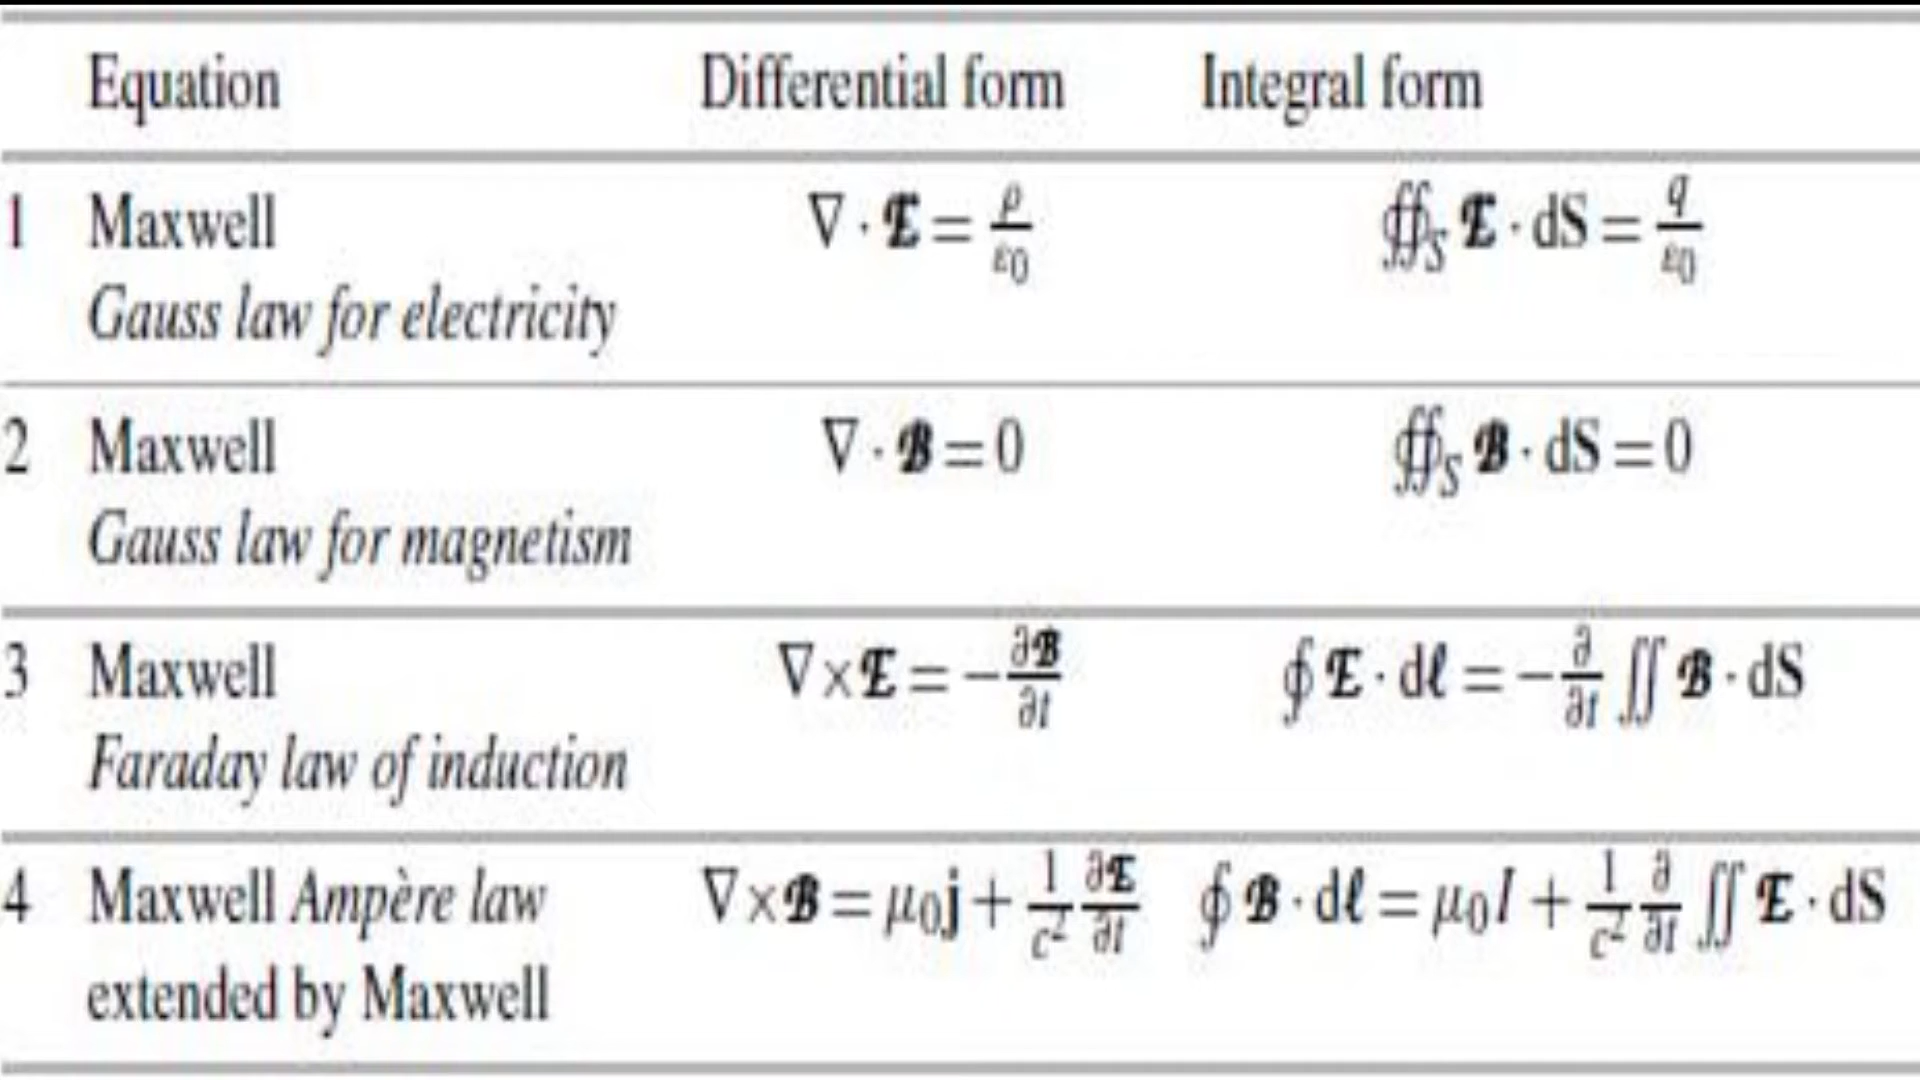 Equation Differential form Integral form
1 Maxwell ∇ · 𝓔 = ρ/ε₀ ∯_S 𝓔 · dS = q/ε₀
Gauss law for electricity
2 Maxwell ∇ · 𝓑 = 0 ∯_S 𝓑 · dS = 0
Gauss law for magnetism
3 Maxwell ∇×𝓔 = −∂𝓑/∂t ∮ 𝓔 · dℓ = −∂/∂t ∬ 𝓑 · dS
Faraday law of induction
4 Maxwell Ampère law ∇×𝓑 = μ₀j + 1/c² ∂𝓔/∂t ∮ 𝓑 · dℓ = μ₀I + 1/c² ∂/∂t ∬ 𝓔 · dS
extended by Maxwell